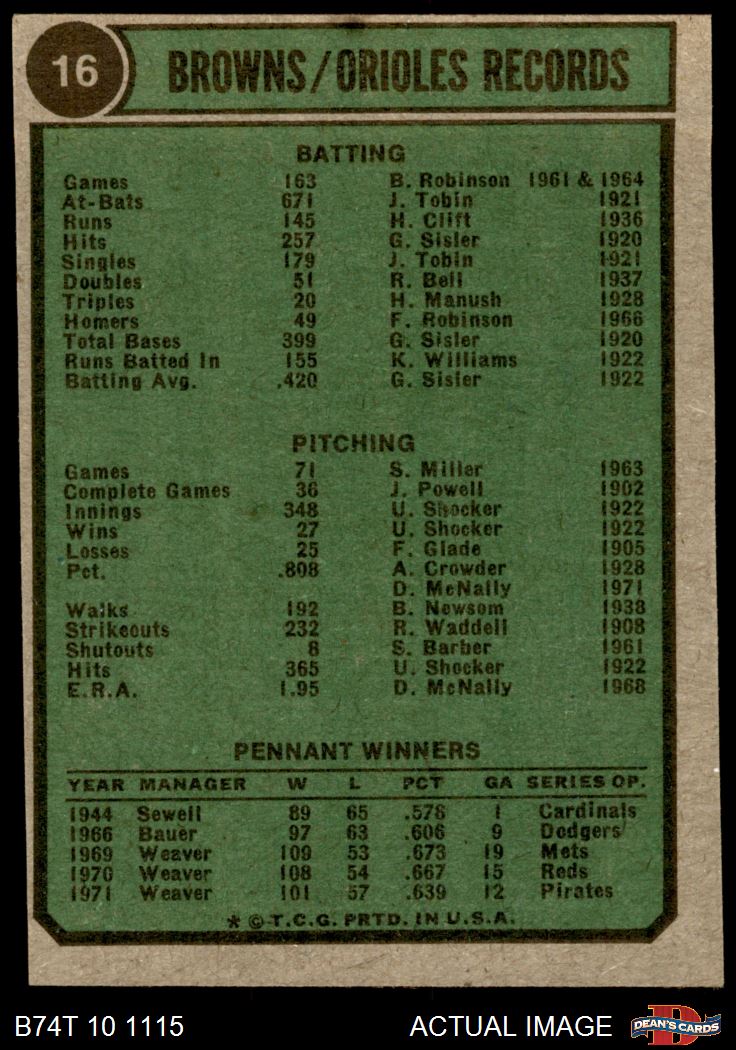 16 BROWNS/ORIOLES RECORDS
BATTING
Games 163 B. Robinson 1961 & 1964
At-Bats 671 J. Tobin 1921
Runs 145 H. Clift 1936
Hits 257 G. Sisler 1920
Singles 179 J. Tobin 1921
Doubles 51 R. Bell 1937
Triples 20 H. Manush 1928
Homers 49 F. Robinson 1966
Total Bases 399 G. Sisler 1920
Runs Batted In 155 K. Williams 1922
Batting Avg. .420 G. Sisler 1922
PITCHING
Games 71 S. Miller 1963
Complete Games 36 J. Powell 1902
Innings 348 U. Shocker 1922
Wins 27 U. Shocker 1922
Losses 25 F. Glade 1905
Pct. .808 A. Crowder 1928
D. McNally 1971
Walks 192 B. Newsom 1938
Strikeouts 232 R. Waddell 1908
Shutouts 8 S. Barber 1961
Hits 365 U. Shocker 1922
E.R.A. 1.95 D. McNally 1968
PENNANT WINNERS
YEAR MANAGER W L PCT GA SERIES OP.
1944 Sewell 89 65 .578 1 Cardinals
1966 Bauer 97 63 .606 9 Dodgers
1969 Weaver 109 53 .673 19 Mets
1970 Weaver 108 54 .667 15 Reds
1971 Weaver 101 57 .639 12 Pirates
* © T.C.G. PRTD. IN U.S.A.
B74T 10 1115 ACTUAL IMAGE DEAN'S CARDS